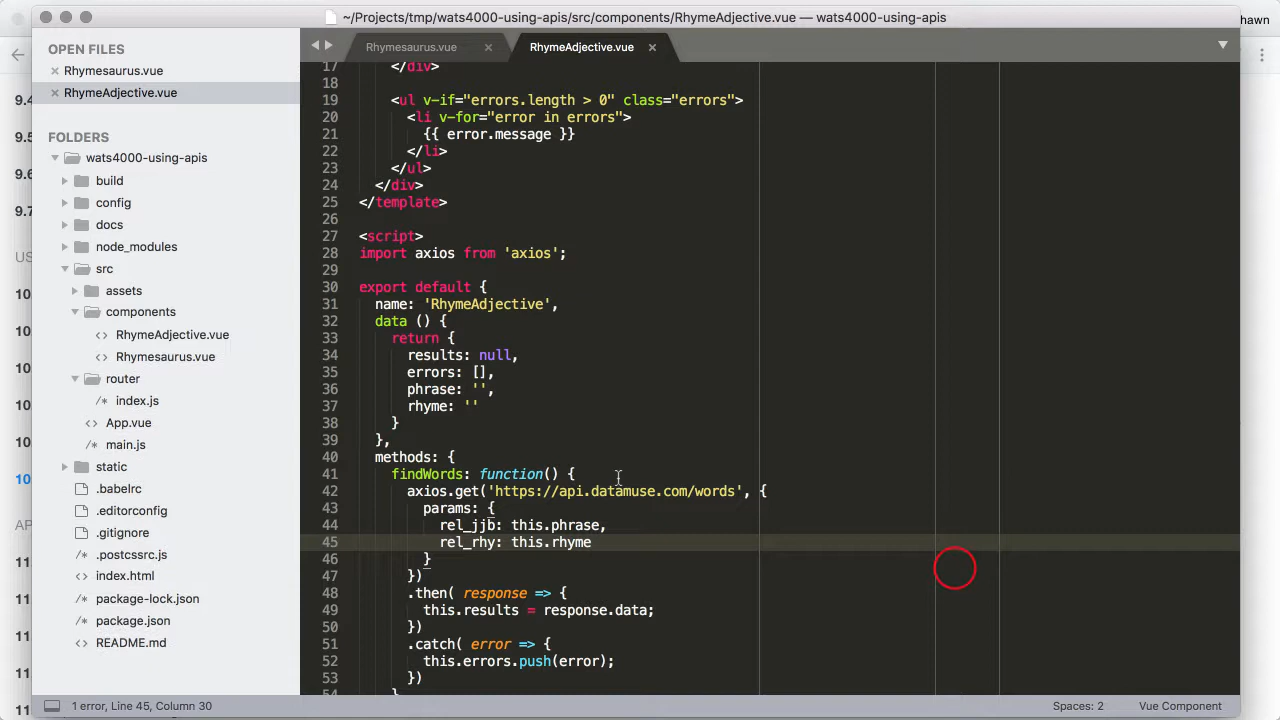 ~/Projects/tmp/wats4000-using-apis/src/components/RhymeAdjective.vue — wats4000-using-apis
hawn
OPEN FILES
Rhymesaurus.vue
RhymeAdjective.vue
FOLDERS
wats4000-using-apis
build
config
docs
node_modules
src
assets
components
RhymeAdjective.vue
Rhymesaurus.vue
router
index.js
App.vue
main.js
static
.babelrc
.editorconfig
.gitignore
.postcssrc.js
index.html
package-lock.json
package.json
README.md
Rhymesaurus.vue
RhymeAdjective.vue
17 </div>
18
19 <ul v-if="errors.length > 0" class="errors">
20 <li v-for="error in errors">
21 {{ error.message }}
22 </li>
23 </ul>
24 </div>
25 </template>
26
27 <script>
28 import axios from 'axios';
29
30 export default {
31 name: 'RhymeAdjective',
32 data () {
33 return {
34 results: null,
35 errors: [],
36 phrase: '',
37 rhyme: ''
38 }
39 },
40 methods: {
41 findWords: function() {
42 axios.get('https://api.datamuse.com/words', {
43 params: {
44 rel_jjb: this.phrase,
45 rel_rhy: this.rhyme
46 }
47 })
48 .then( response => {
49 this.results = response.data;
50 })
51 .catch( error => {
52 this.errors.push(error);
53 })
54 }
1 error, Line 45, Column 30
Spaces: 2
Vue Component